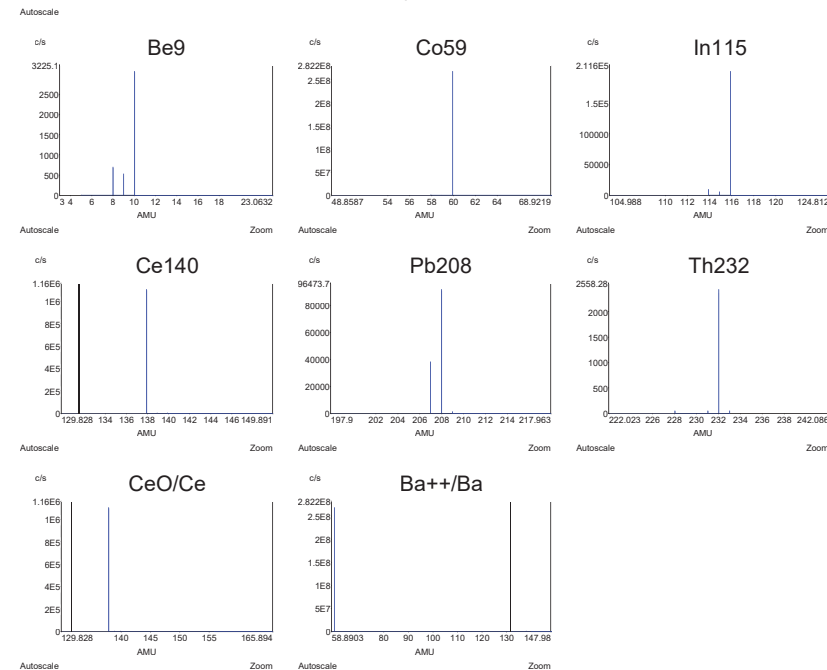 Autoscale
c/s Be9
3225.1
2500
2000
1500
1000
500
0
3 4 6 8 10 12 14 16 18 23.0632
AMU
Autoscale
c/s Co59
2.822E8
2.5E8
2E8
1.5E8
1E8
5E7
0
48.8587 54 56 58 60 62 64 68.9219
AMU
Autoscale Zoom
c/s In115
2.116E5
1.5E5
100000
50000
0
104.988 110 112 114 116 118 120 124.812
AMU
Autoscale Zoom
c/s Ce140
1.16E6
1E6
8E5
6E5
4E5
2E5
0
129.828 134 136 138 140 142 144 146 149.891
AMU
Autoscale Zoom
c/s Pb208
96473.7
80000
60000
40000
20000
0
197.9 202 204 206 208 210 212 214 217.963
AMU
Autoscale Zoom
c/s Th232
2558.28
2000
1500
1000
500
0
222.023 226 228 230 232 234 236 238 242.086
AMU
Autoscale Zoom
c/s CeO/Ce
1.16E6
1E6
8E5
6E5
4E5
2E5
0
129.828 140 145 150 155 165.894
AMU
Autoscale Zoom
c/s Ba++/Ba
2.822E8
2.5E8
2E8
1.5E8
1E8
5E7
0
58.8903 80 90 100 110 120 130 147.98
AMU
Autoscale Zoom